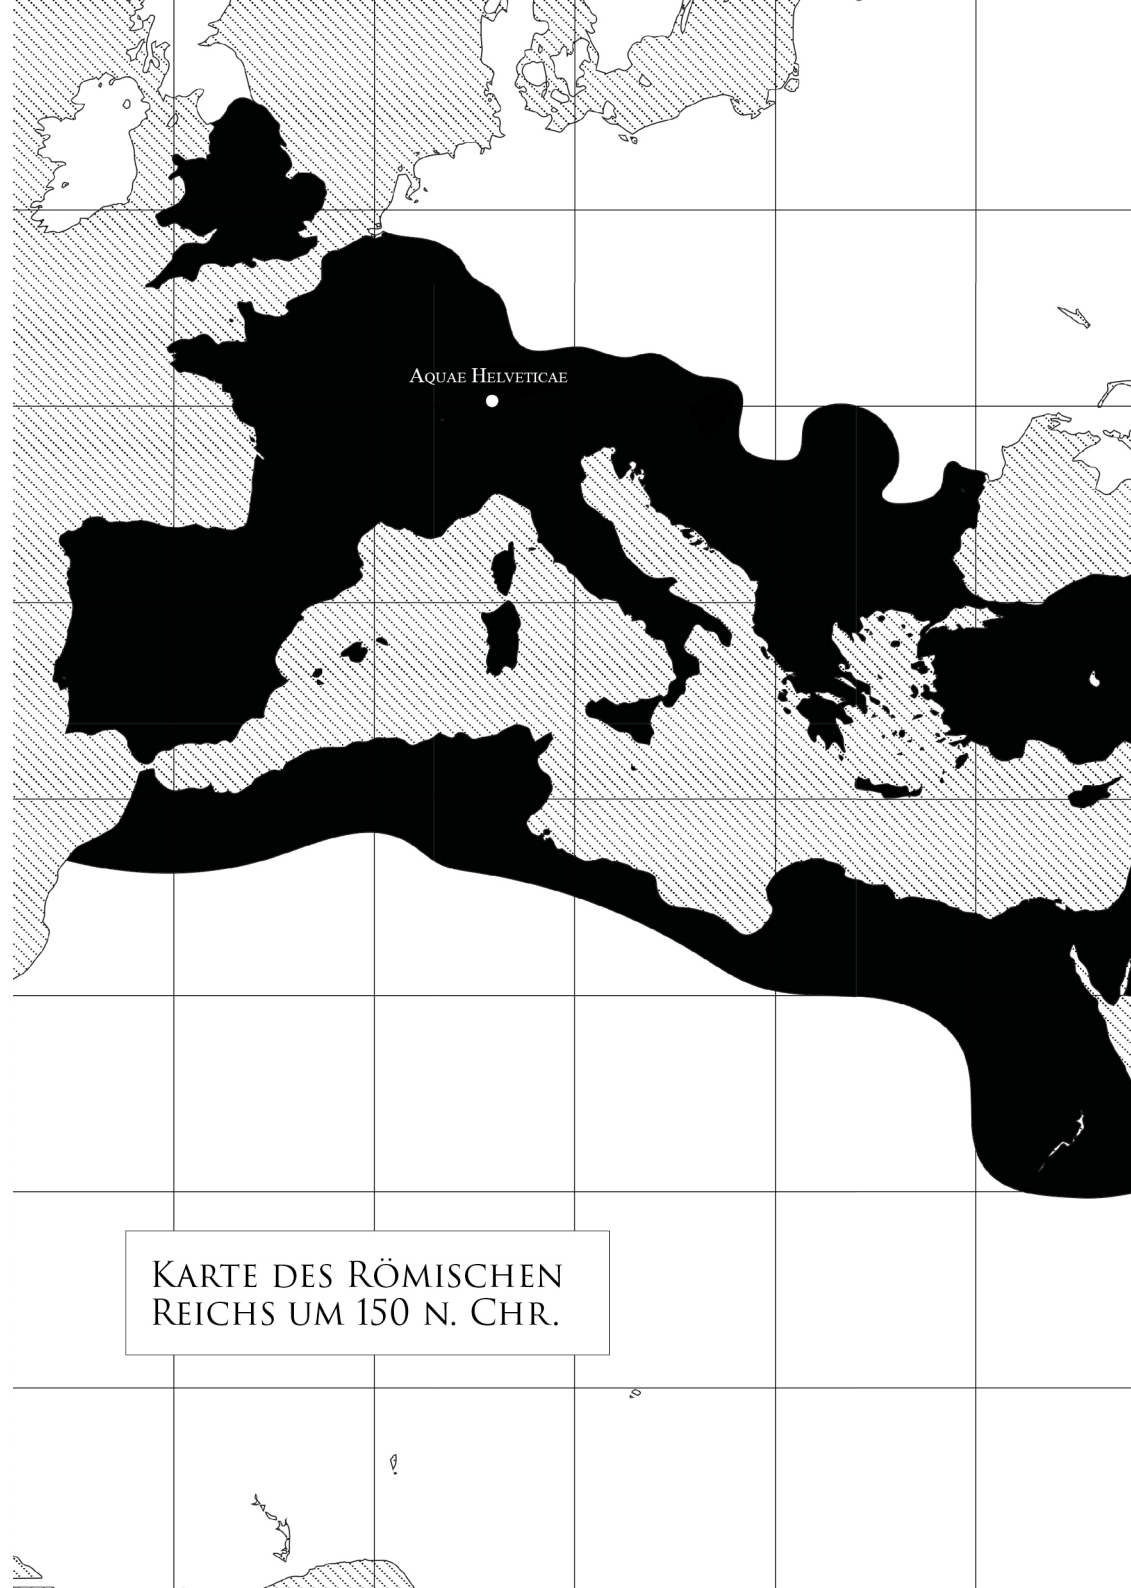 Aquae Helveticae
Karte des Römischen
Reichs um 150 n. Chr.